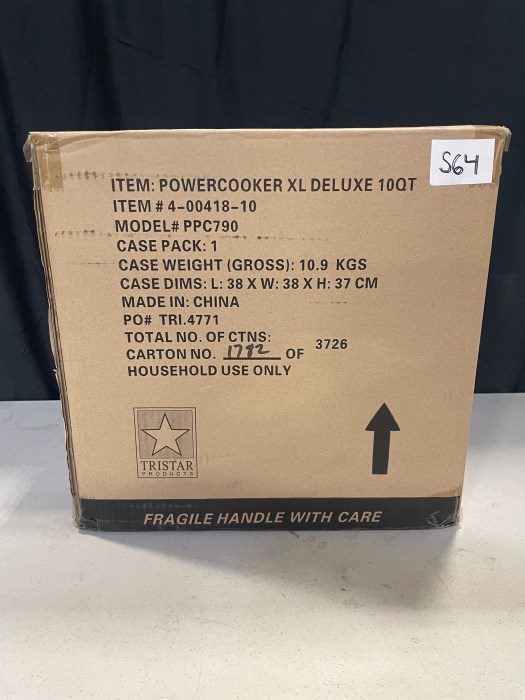 S64
ITEM: POWERCOOKER XL DELUXE 10QT
ITEM # 4-00418-10
MODEL# PPC790
CASE PACK: 1
CASE WEIGHT (GROSS): 10.9 KGS
CASE DIMS: L: 38 X W: 38 X H: 37 CM
MADE IN: CHINA
PO# TRI.4771
TOTAL NO. OF CTNS: 3726
CARTON NO. 1792 OF
HOUSEHOLD USE ONLY
TRISTAR
PRODUCTS
FRAGILE HANDLE WITH CARE